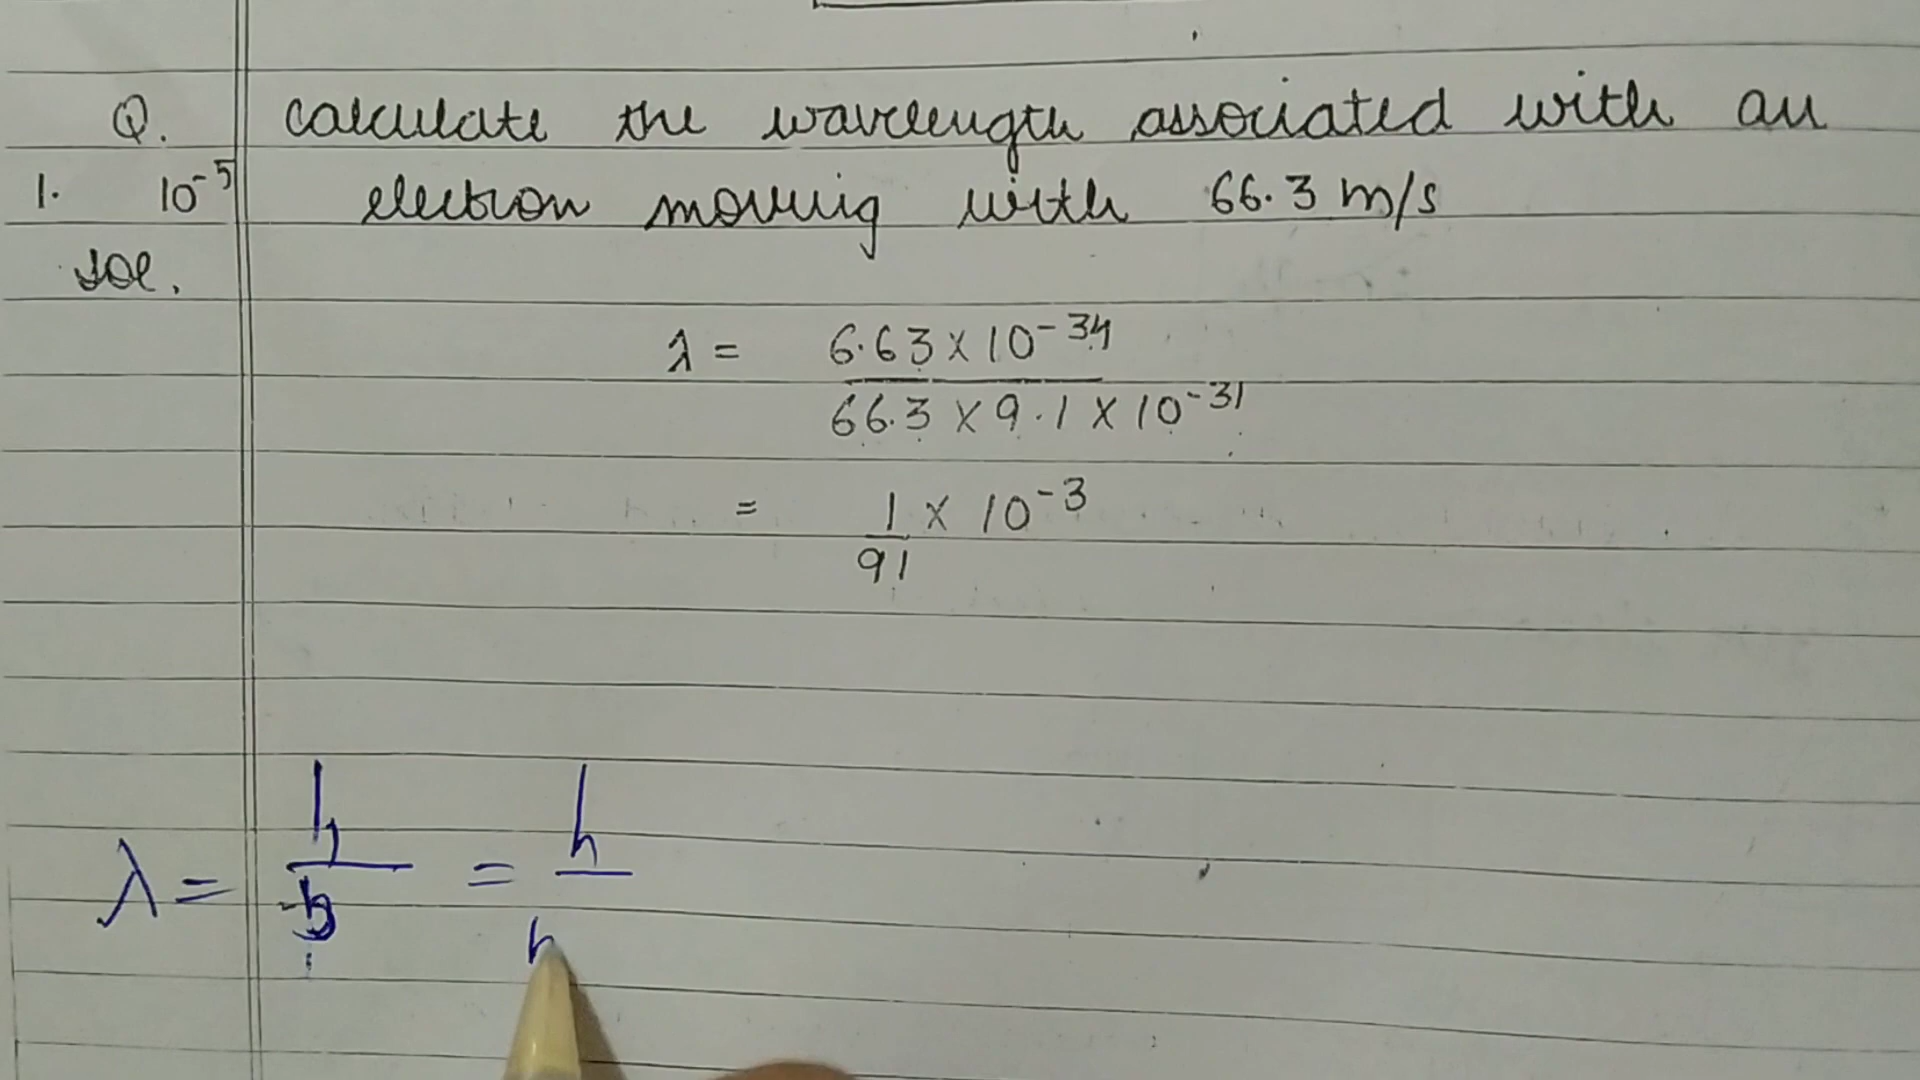 Q. calculate the wavelength associated with an
1. 10⁻⁵ electron moving with 66.3 m/s
sol.
λ = 6.63 × 10⁻³⁴
66.3 × 9.1 × 10⁻³¹
= 1 × 10⁻³
91
λ = h = h